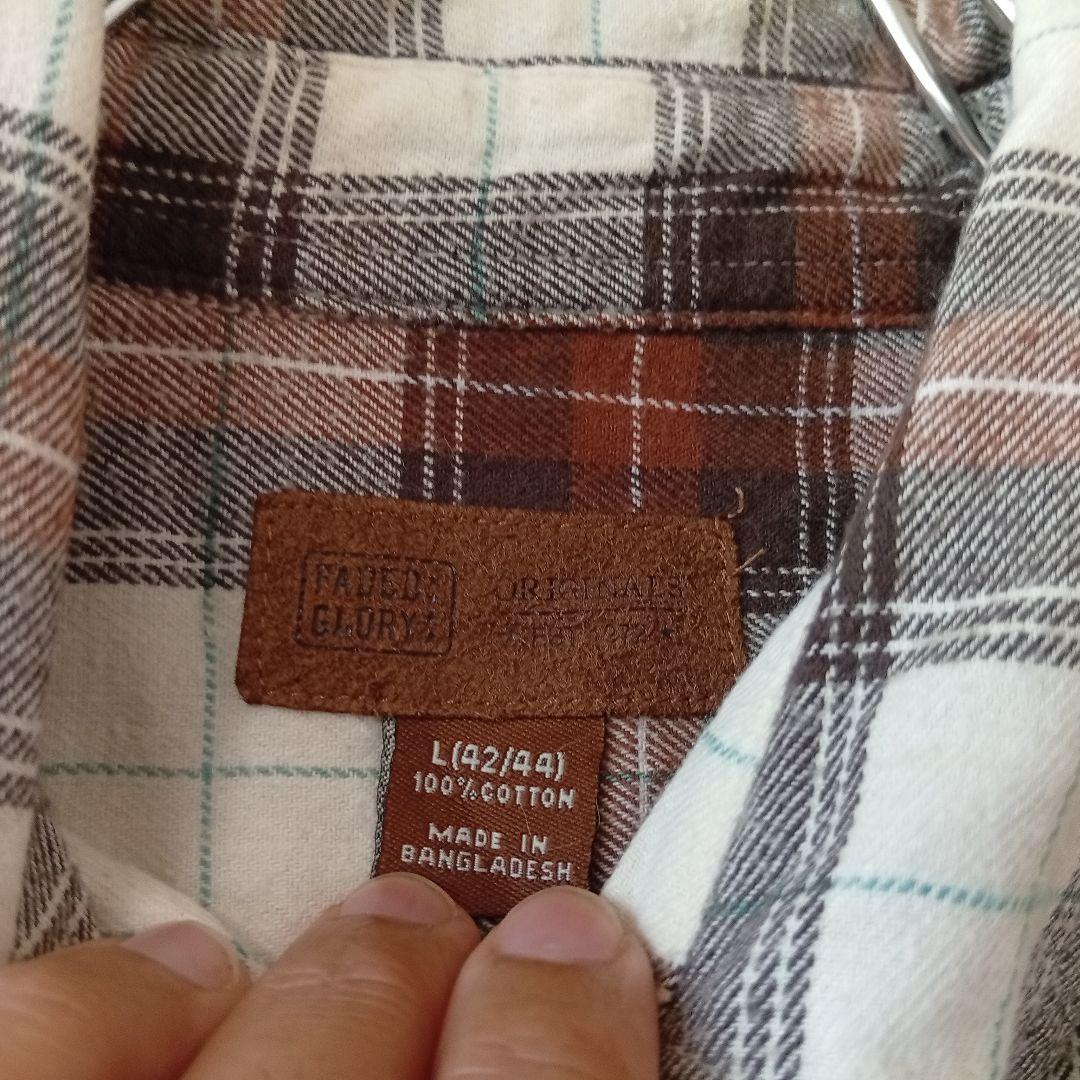 FADED
GLORY
ORIGINALS
L(42/44)
100% COTTON
MADE IN
BANGLADESH